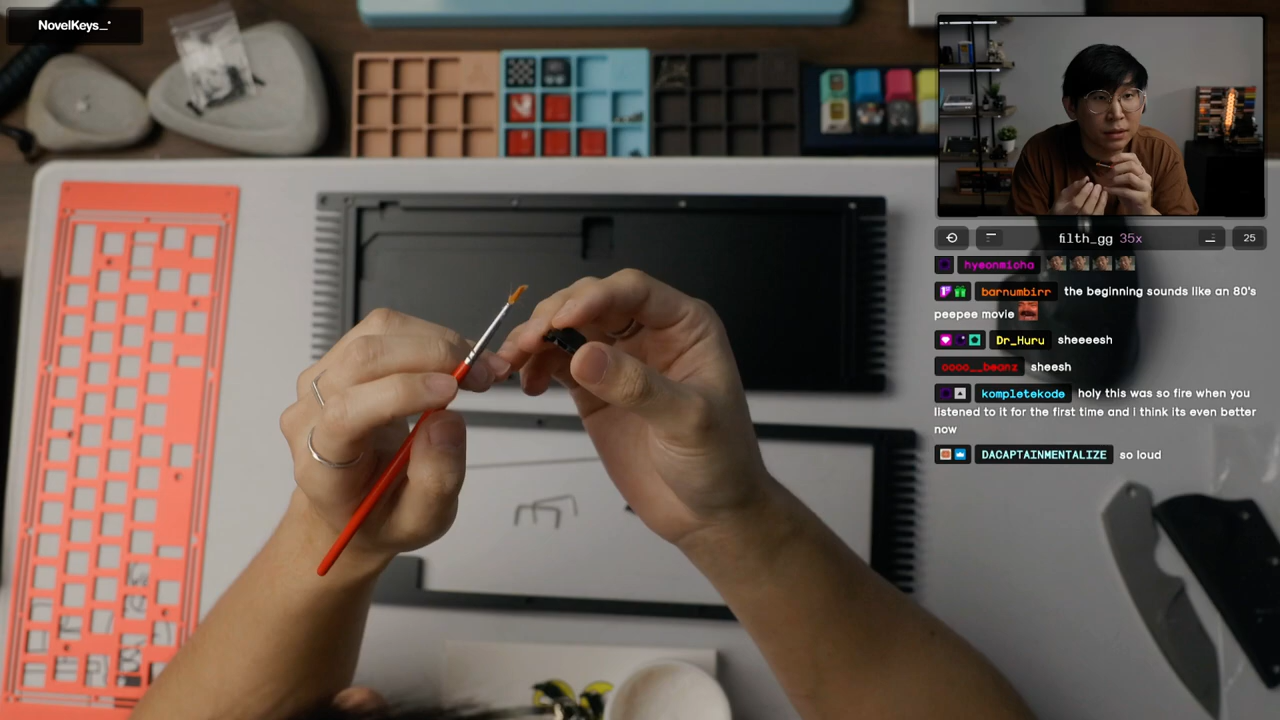 NovelKeys_*
filth_gg 35x
25
hyeonmicha
barnumbirr the beginning sounds like an 80's
peepee movie
Dr_Huru sheeeesh
oooo__beanz sheesh
kompletekode holy this was so fire when you
listened to it for the first time and i think its even better
now
DACAPTAINMENTALIZE so loud